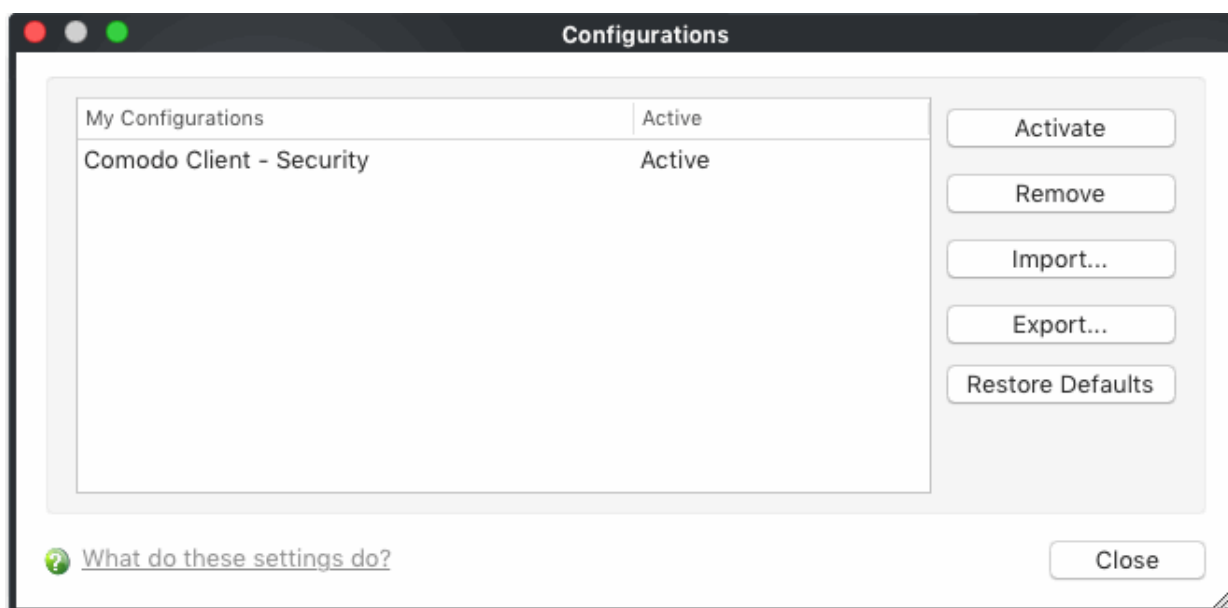 Configurations
My Configurations Active
Comodo Client - Security Active
Activate
Remove
Import...
Export...
Restore Defaults
What do these settings do?
Close